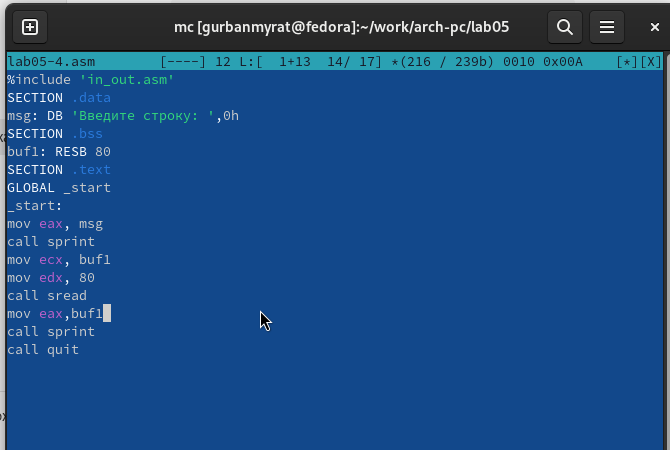 mc [gurbanmyrat@fedora]:~/work/arch-pc/lab05
lab05-4.asm [----] 12 L:[ 1+13 14/ 17] *(216 / 239b) 0010 0x00A [*][X]
%include 'in_out.asm'
SECTION .data
msg: DB 'Введите строку: ',0h
SECTION .bss
buf1: RESB 80
SECTION .text
GLOBAL _start
_start:
mov eax, msg
call sprint
mov ecx, buf1
mov edx, 80
call sread
mov eax,buf1
call sprint
call quit